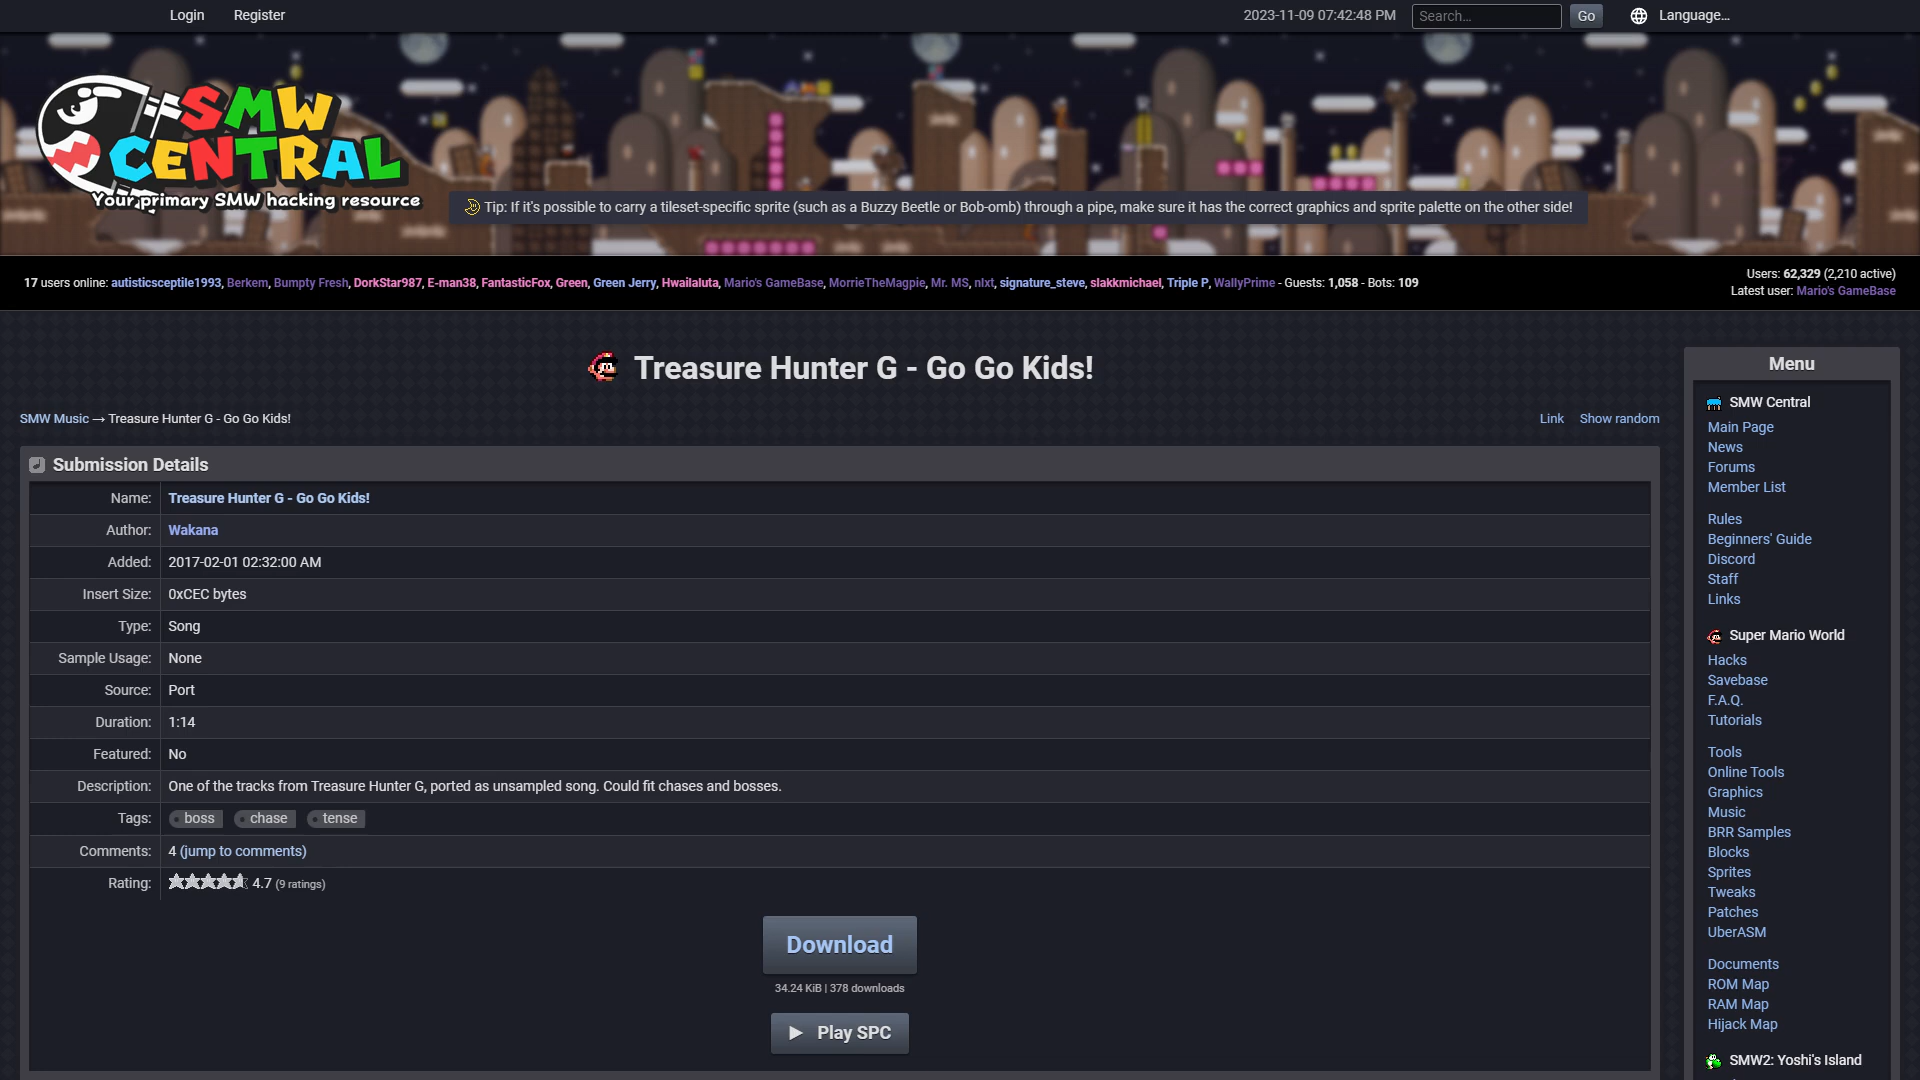 Login Register 2023-11-09 07:42:48 PM Search... Go Language...
SMW
CENTRAL
Your primary SMW hacking resource
Tip: If it's possible to carry a tileset-specific sprite (such as a Buzzy Beetle or Bob-omb) through a pipe, make sure it has the correct graphics and sprite palette on the other side!
17 users online: autisticsceptile1993, Berkem, Bumpty Fresh, DorkStar987, E-man38, FantasticFox, Green, Green Jerry, Hwailaluta, Mario's GameBase, MorrieTheMagpie, Mr. MS, nlxt, signature_steve, slakkmichael, Triple P, WallyPrime - Guests: 1,058 - Bots: 109
Users: 62,329 (2,210 active)
Latest user: Mario's GameBase
Treasure Hunter G - Go Go Kids!
SMW Music → Treasure Hunter G - Go Go Kids!
Link Show random
Submission Details
Name: Treasure Hunter G - Go Go Kids!
Author: Wakana
Added: 2017-02-01 02:32:00 AM
Insert Size: 0xCEC bytes
Type: Song
Sample Usage: None
Source: Port
Duration: 1:14
Featured: No
Description: One of the tracks from Treasure Hunter G, ported as unsampled song. Could fit chases and bosses.
Tags: boss chase tense
Comments: 4 (jump to comments)
Rating: 4.7 (9 ratings)
Download
34.24 KiB | 378 downloads
Play SPC
Menu
SMW Central
Main Page
News
Forums
Member List
Rules
Beginners' Guide
Discord
Staff
Links
Super Mario World
Hacks
Savebase
F.A.Q.
Tutorials
Tools
Online Tools
Graphics
Music
BRR Samples
Blocks
Sprites
Tweaks
Patches
UberASM
Documents
ROM Map
RAM Map
Hijack Map
SMW2: Yoshi's Island